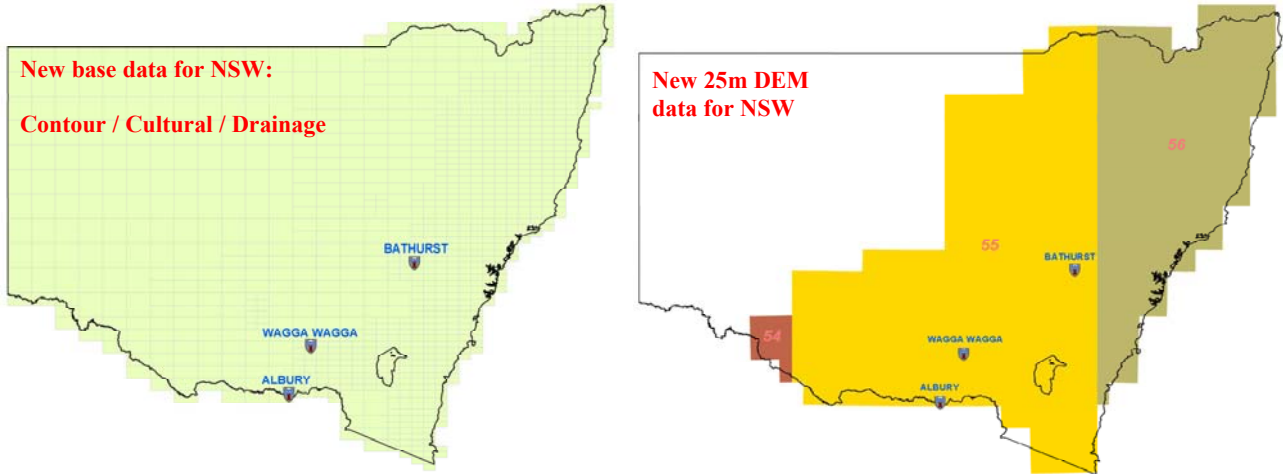 New base data for NSW:
Contour / Cultural / Drainage
BATHURST
WAGGA WAGGA
ALBURY
New 25m DEM
data for NSW
56
55
BATHURST
54
WAGGA WAGGA
ALBURY